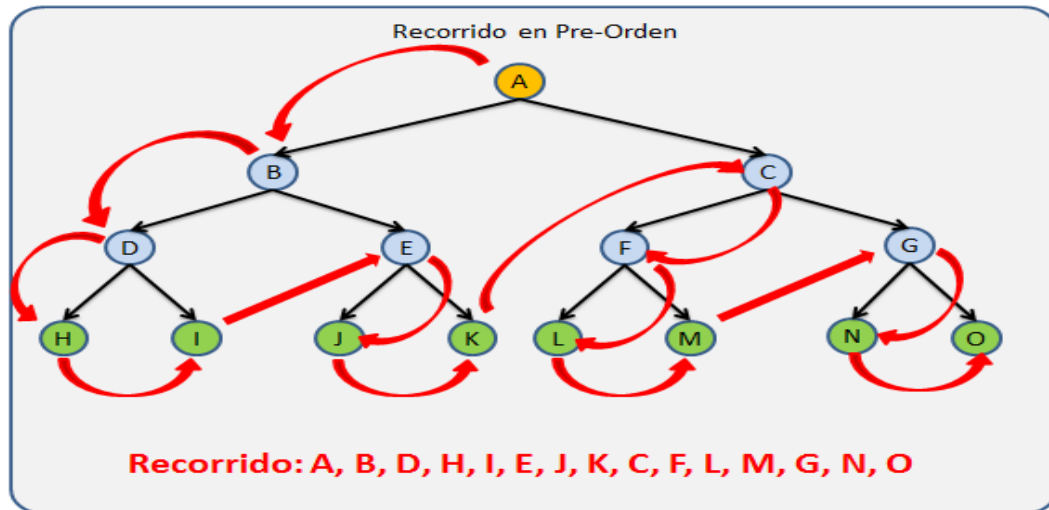 Recorrido en Pre-Orden
A
B C
D E F G
H I J K L M N O
Recorrido: A, B, D, H, I, E, J, K, C, F, L, M, G, N, O